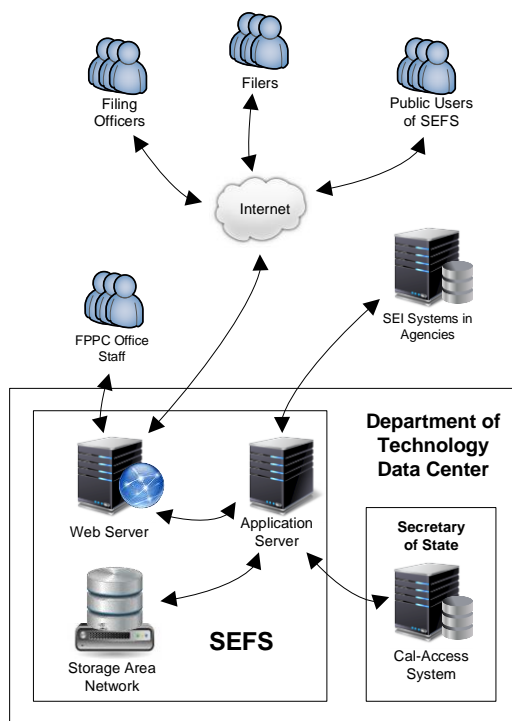 Filing
Officers
Filers
Public Users
of SEFS
Internet
SEI Systems in
Agencies
FPPC Office
Staff
Department of
Technology
Data Center
Web Server
Application
Server
Secretary
of State
Storage Area
Network
SEFS
Cal-Access
System